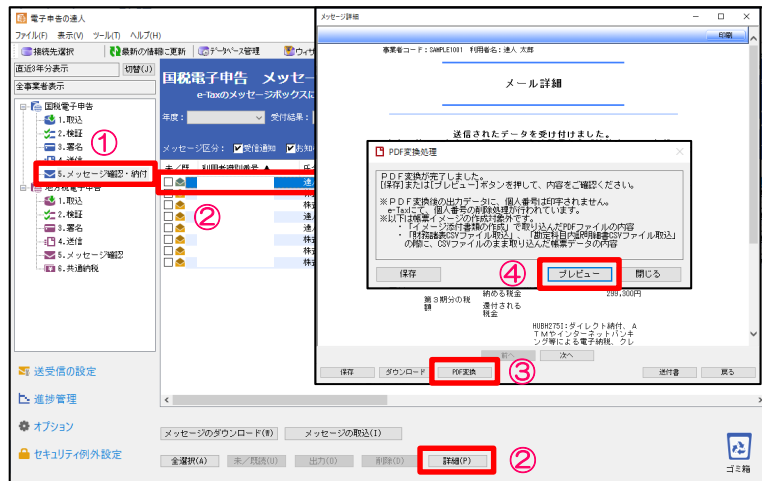 電子申告の達人
ファイル(F) 表示(V) ツール(T) ヘルプ(H)
接続先選択 最新の情報に更新 データベース管理 ウィザ
直近3年分表示 切替(J)
全事業者表示
国税電子申告
1.取込
2.検証
3.署名
4.送信
5.メッセージ確認・納付
地方税電子申告
1.取込
2.検証
3.署名
4.送信
5.メッセージ確認
6.共通納税
①
送受信の設定
進捗管理
オプション
セキュリティ例外設定
国税電子申告 メッセー
e-Taxのメッセージボックスに
年度: 受付結果:
メッセージ区分: 受信通知 お知
未/既 利用者識別番号 ▲ 氏
達
株
株
達
達
株
株
株
②
メッセージのダウンロード(W) メッセージの取込(I)
全選択(A) 未/既読(U) 出力(O) 削除(D) 詳細(P)
②
ゴミ箱
メッセージ詳細
印刷
事業者コード:SAMPLE1001 利用者名:達人 太郎
メール詳細
送信されたデータを受け付けました。
PDF変換処理
PDF変換が完了しました。
[保存]または[プレビュー]ボタンを押して、内容をご確認ください。
※PDF変換後の出力データに、個人番号は印字されません。
e-Taxにて、個人番号の削除処理が行われています。
※以下は帳票イメージの作成対象外です。
・「イメージ添付書類の作成」で取り込んだPDFファイルの内容
・「財務諸表CSVファイル取込」、「勘定科目内訳明細書CSVファイル取込」
の際に、CSVファイルのまま取り込んだ帳票データの内容
保存 プレビュー 閉じる
④
第3期分の税額
納める税金 299,300円
還付される税金
HUBH275I:ダイレクト納付、A
TMやインターネットバンキ
ング等による電子納税、クレ
前へ 次へ
保存 ダウンロード PDF変換 送付書 戻る
③